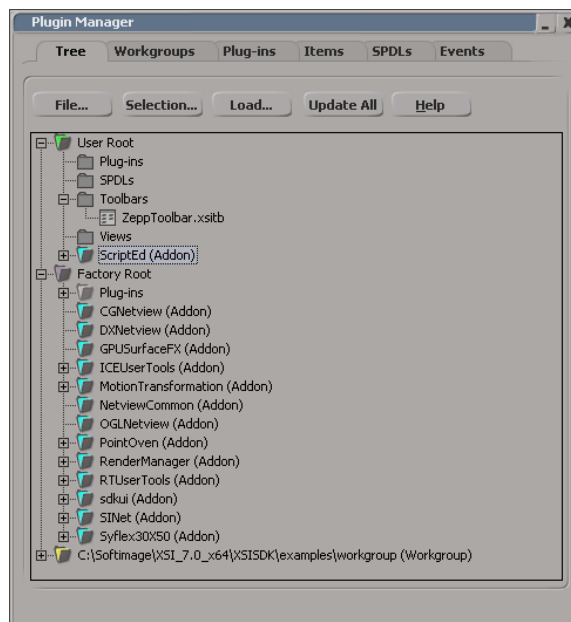 Plugin Manager
Tree Workgroups Plug-ins Items SPDLs Events
File... Selection... Load... Update All Help
User Root
Plug-ins
SPDLs
Toolbars
ZeppToolbar.xsitb
Views
ScriptEd (Addon)
Factory Root
Plug-ins
CGNetview (Addon)
DXNetview (Addon)
GPUSurfaceFX (Addon)
ICEUserTools (Addon)
MotionTransformation (Addon)
NetviewCommon (Addon)
OGLNetview (Addon)
PointOven (Addon)
RenderManager (Addon)
RTUserTools (Addon)
sdkui (Addon)
SINet (Addon)
Syflex30X50 (Addon)
C:\Softimage\XSI_7.0_x64\XSISDK\examples\workgroup (Workgroup)